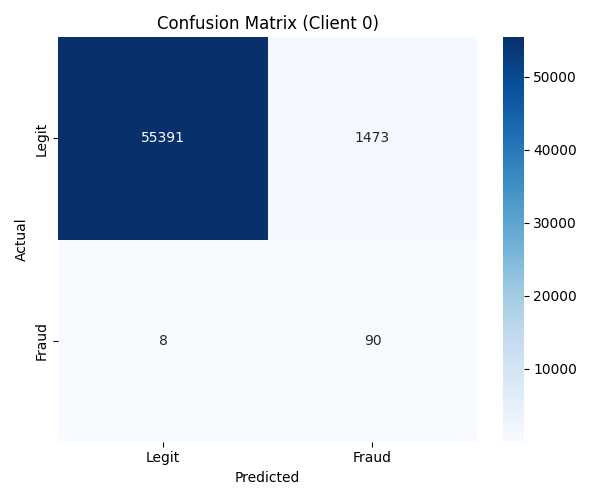 Confusion Matrix (Client 0)
Actual
Legit
55391
1473
Fraud
8
90
Legit
Fraud
Predicted
50000
40000
30000
20000
10000